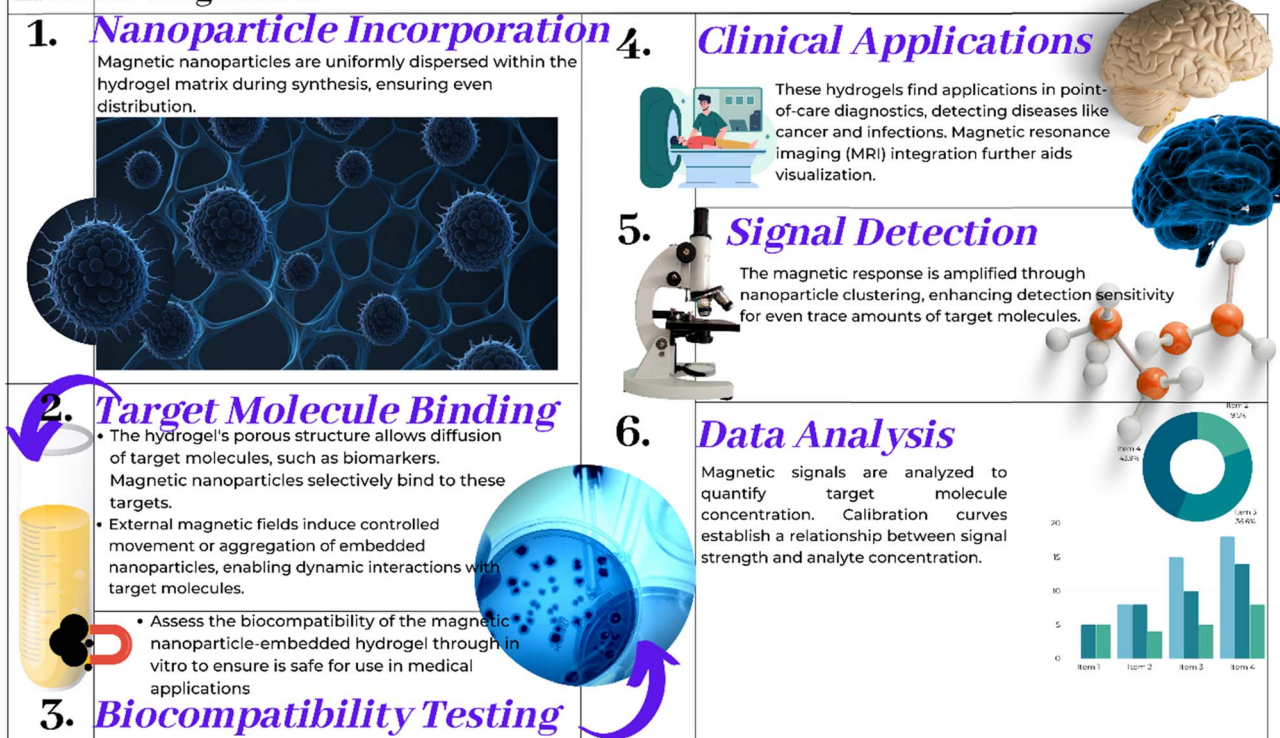 1.
Nanoparticle Incorporation
Magnetic nanoparticles are uniformly dispersed within the
hydrogel matrix during synthesis, ensuring even
distribution.
2.
Target Molecule Binding
• The hydrogel's porous structure allows diffusion
of target molecules, such as biomarkers.
Magnetic nanoparticles selectively bind to these
targets.
• External magnetic fields induce controlled
movement or aggregation of embedded
nanoparticles, enabling dynamic interactions with
target molecules.
• Assess the biocompatibility of the magnetic
nanoparticle-embedded hydrogel through in
vitro to ensure is safe for use in medical
applications
3.
Biocompatibility Testing
4.
Clinical Applications
These hydrogels find applications in point-
of-care diagnostics, detecting diseases like
cancer and infections. Magnetic resonance
imaging (MRI) integration further aids
visualization.
5.
Signal Detection
The magnetic response is amplified through
nanoparticle clustering, enhancing detection sensitivity
for even trace amounts of target molecules.
6.
Data Analysis
Magnetic signals are analyzed to
quantify target molecule
concentration. Calibration curves
establish a relationship between signal
strength and analyte concentration.
Item 2
Item 4
43.9%
Item 3
20
15
10
5
0
Item 1
Item 2
Item 3
Item 4